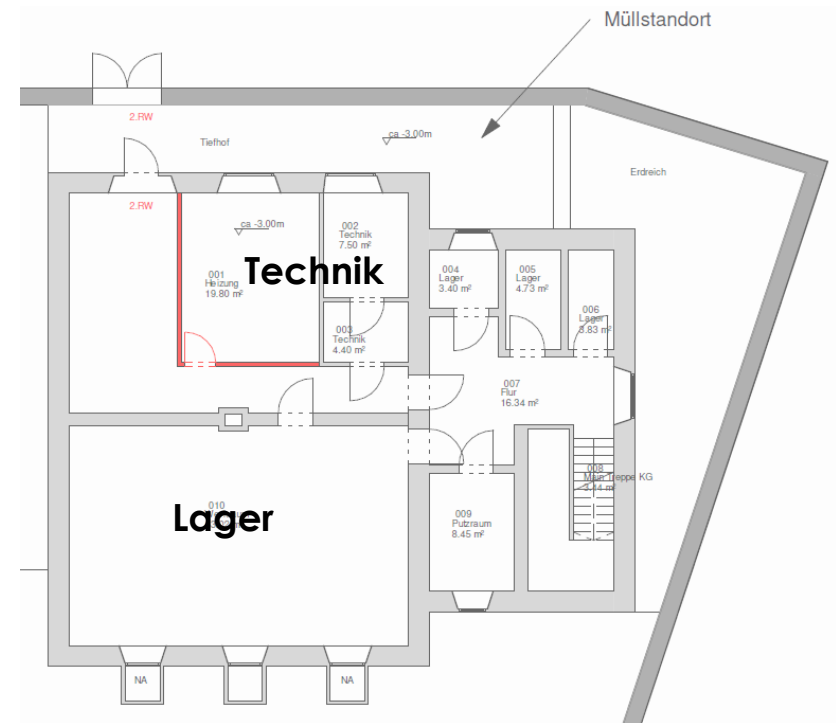 Müllstandort
2.RW
Tiefhof
ca -3.00m
Erdreich
2.RW
ca -3.00m
002
Technik
7.50 m²
001
Heizung
19.80 m²
Technik
004
Lager
3.40 m²
005
Lager
4.73 m²
006
Lager
3.83 m²
003
Technik
4.40 m²
007
Flur
16.34 m²
008
Main Treppe KG
010
Lager
009
Putzraum
8.45 m²
NA
NA